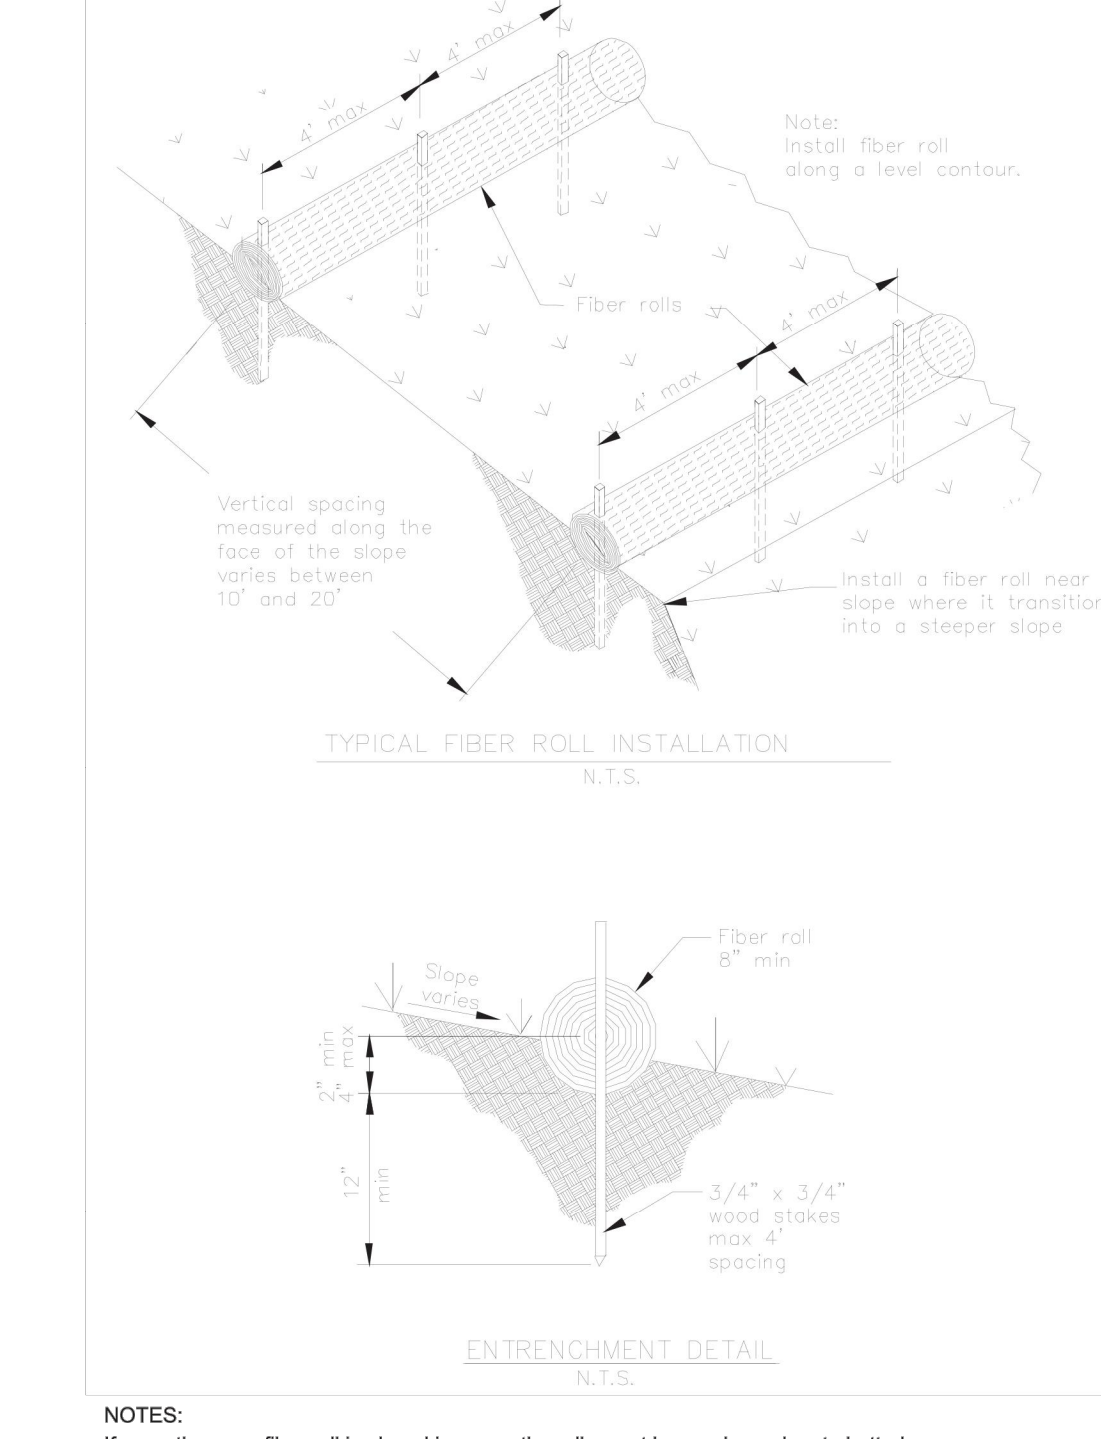 4' max
4' max
Note:
Install fiber roll
along a level contour.
Fiber rolls
4' max
4' max
Vertical spacing
measured along the
face of the slope
varies between
10' and 20'
Install a fiber roll near
slope where it transition
into a steeper slope
TYPICAL FIBER ROLL INSTALLATION
N.T.S.
Fiber roll
8" min
Slope
varies
2" min
4" max
12"
min
3/4" x 3/4"
wood stakes
max 4'
spacing
ENTRENCHMENT DETAIL
N.T.S.
NOTES: